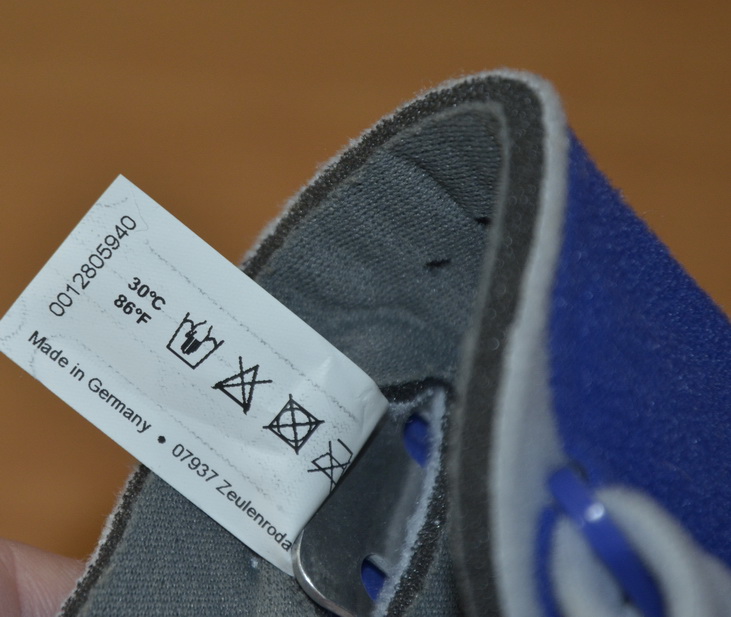 0012805940
30°C
86°F
Made in Germany • 07937 Zeulenroda